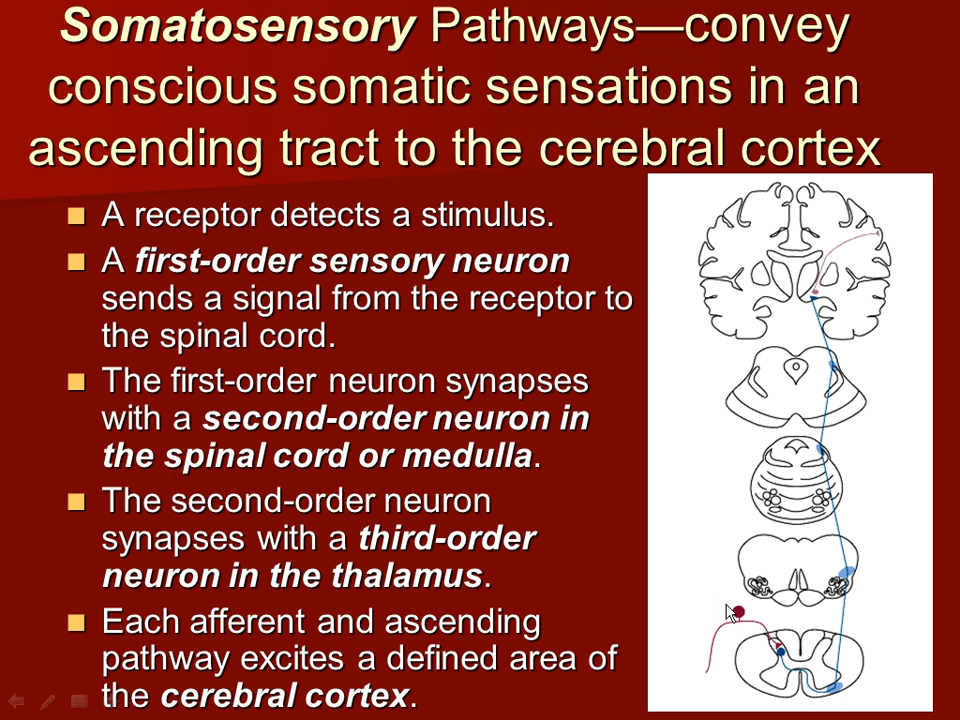 Somatosensory Pathways—convey
conscious somatic sensations in an
ascending tract to the cerebral cortex
A receptor detects a stimulus.
A first-order sensory neuron
sends a signal from the receptor to
the spinal cord.
The first-order neuron synapses
with a second-order neuron in
the spinal cord or medulla.
The second-order neuron
synapses with a third-order
neuron in the thalamus.
Each afferent and ascending
pathway excites a defined area of
the cerebral cortex.